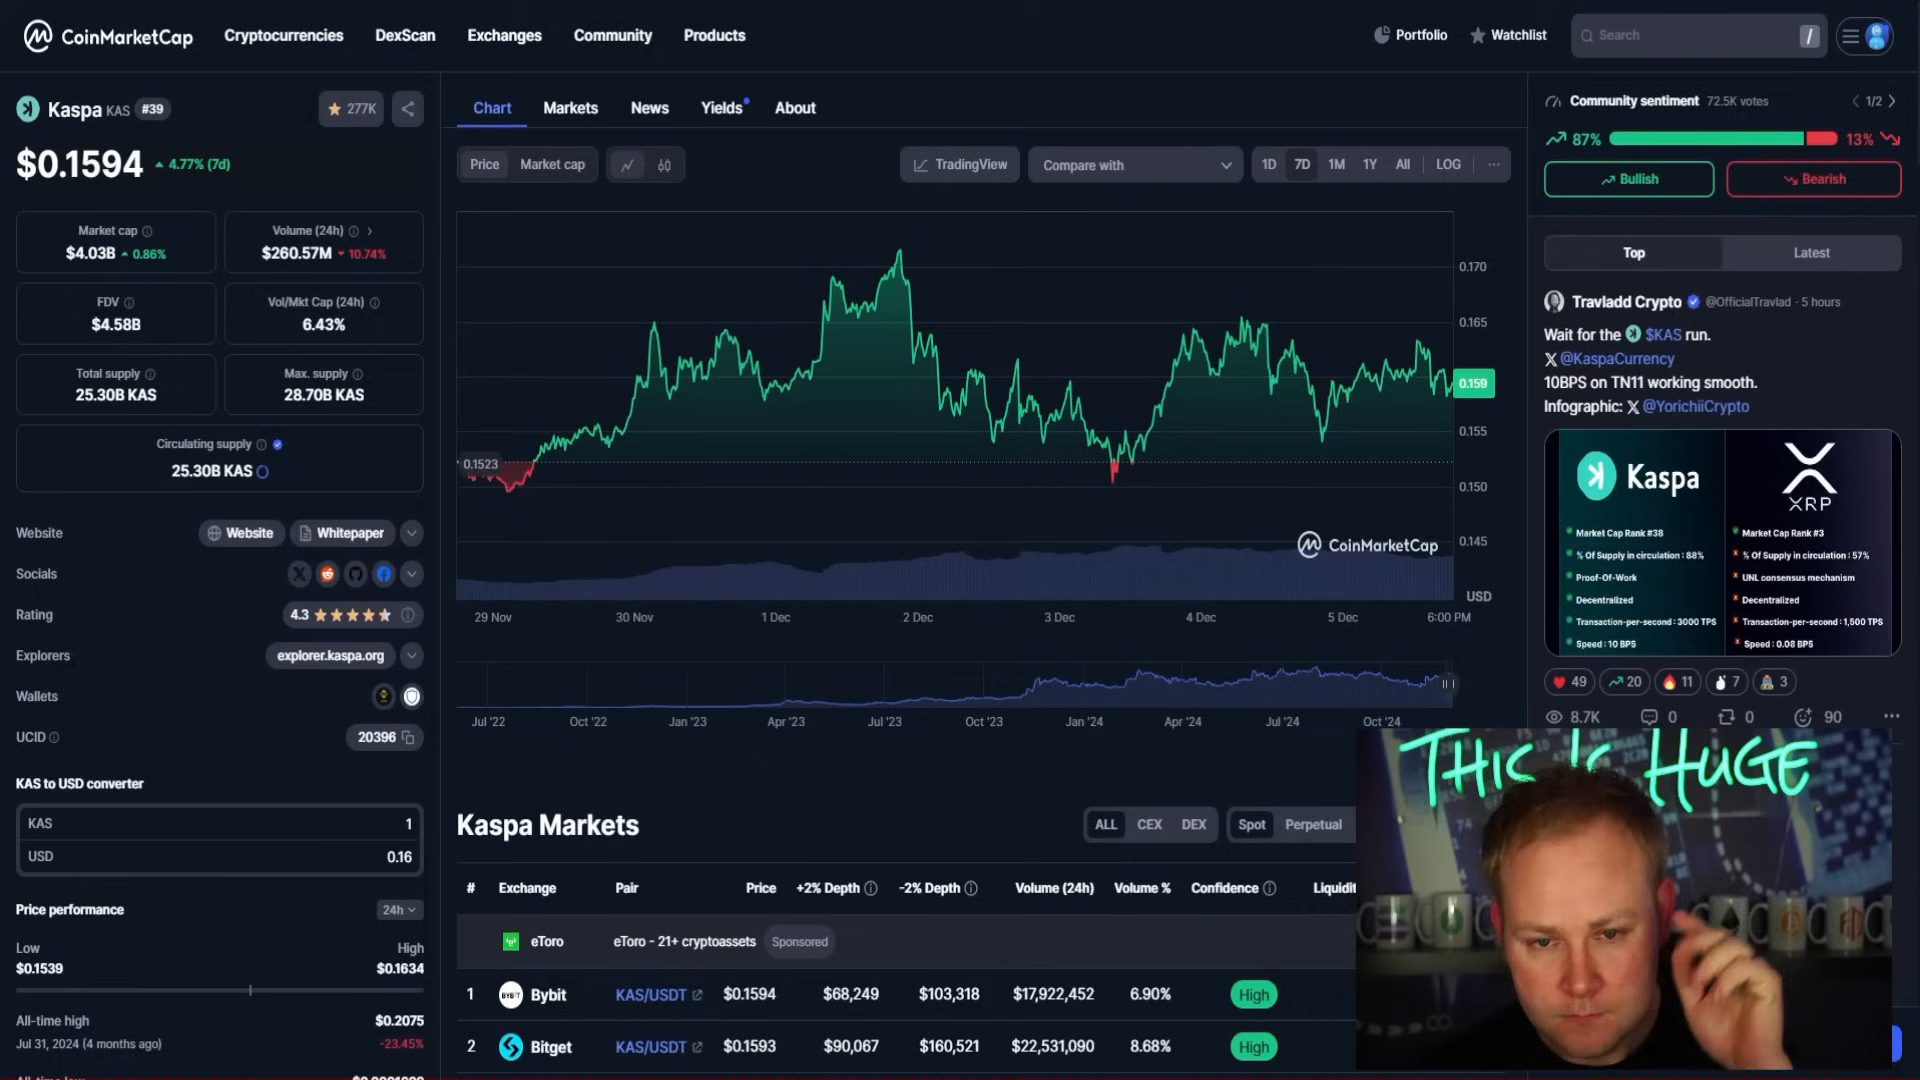 CoinMarketCap
Cryptocurrencies
DexScan
Exchanges
Community
Products
Portfolio
Watchlist
Search
/
Kaspa KAS #39
277K
$0.1594 4.77% (7d)
Market cap
$4.03B 0.86%
Volume (24h)
$260.57M 10.74%
FDV
$4.58B
Vol/Mkt Cap (24h)
6.43%
Total supply
25.30B KAS
Max. supply
28.70B KAS
Circulating supply
25.30B KAS
Website
Website
Whitepaper
Socials
Rating
4.3
Explorers
explorer.kaspa.org
Wallets
UCID
20396
KAS to USD converter
KAS 1
USD 0.16
Price performance
24h
Low High
$0.1539 $0.1634
All-time high $0.2075
Jul 31, 2024 (4 months ago) -23.45%
Chart
Markets
News
Yields
About
Price
Market cap
TradingView
Compare with
1D 7D 1M 1Y All LOG
0.170
0.165
0.159
0.155
0.150
0.145
USD
0.1523
CoinMarketCap
29 Nov 30 Nov 1 Dec 2 Dec 3 Dec 4 Dec 5 Dec 6:00 PM
Jul '22 Oct '22 Jan '23 Apr '23 Jul '23 Oct '23 Jan '24 Apr '24 Jul '24 Oct '24
Kaspa Markets
ALL CEX DEX
Spot Perpetual
# Exchange Pair Price +2% Depth -2% Depth Volume (24h) Volume % Confidence Liquidit
eToro eToro - 21+ cryptoassets Sponsored
1 BYBIT Bybit KAS/USDT $0.1594 $68,249 $103,318 $17,922,452 6.90% High
2 Bitget KAS/USDT $0.1593 $90,067 $160,521 $22,531,090 8.68% High
Community sentiment 72.5K votes
1/2
87% 13%
Bullish
Bearish
Top
Latest
Travladd Crypto @OfficialTravlad · 5 hours
Wait for the $KAS run.
@KaspaCurrency
10BPS on TN11 working smooth.
Infographic: @YorichiiCrypto
Kaspa
Market Cap Rank #38
% Of Supply in circulation : 88%
Proof-Of-Work
Decentralized
Transaction-per-second : 3000 TPS
Speed : 10 BPS
XRP
Market Cap Rank #3
% Of Supply in circulation : 57%
UNL consensus mechanism
Decentralized
Transaction-per-second : 1,500 TPS
Speed : 0.08 BPS
49 20 11 7 3
8.7K 0 0 90
THIS IS HUGE